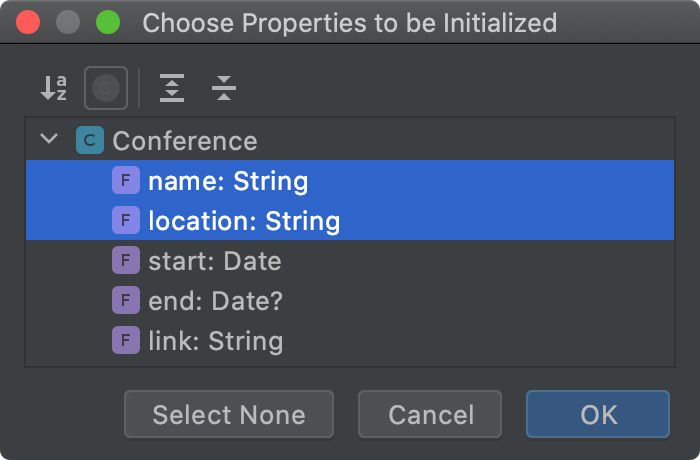 Choose Properties to be Initialized
a
z
C
C Conference
F name: String
F location: String
F start: Date
F end: Date?
F link: String
Select None Cancel OK